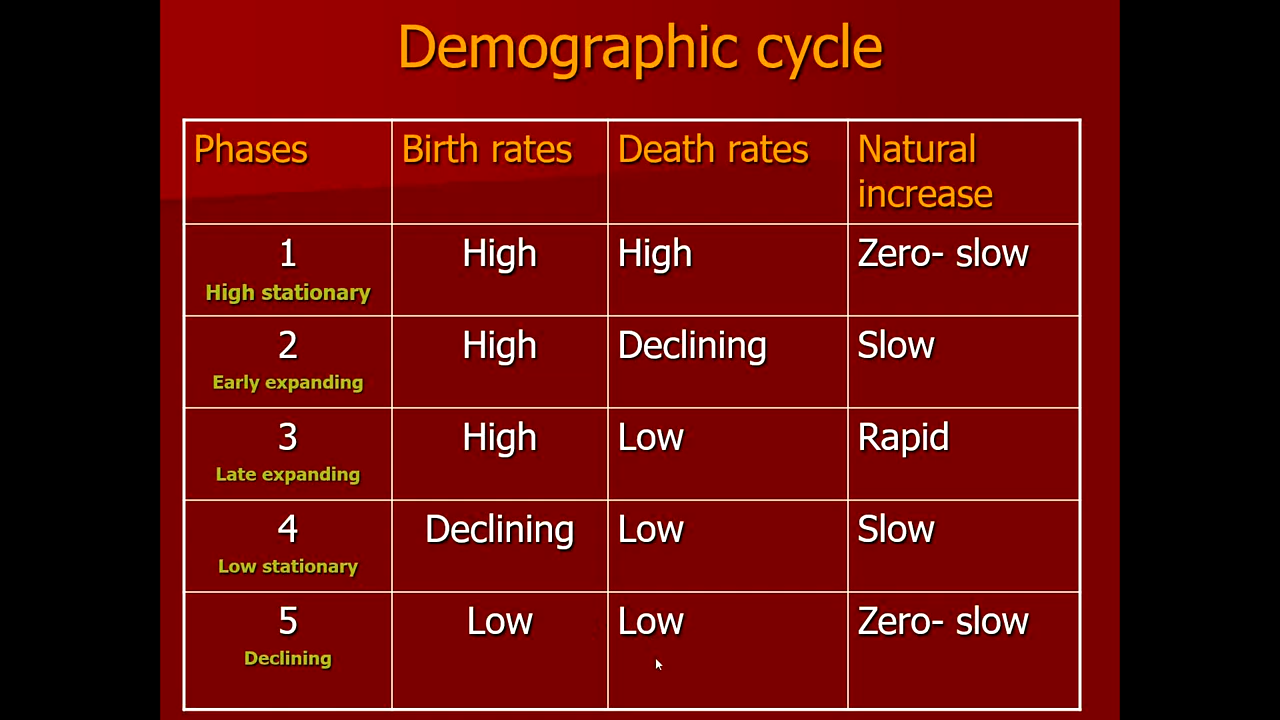 Demographic cycle
Phases Birth rates Death rates Natural
increase
1 High High Zero- slow
High stationary
2 High Declining Slow
Early expanding
3 High Low Rapid
Late expanding
4 Declining Low Slow
Low stationary
5 Low Low Zero- slow
Declining